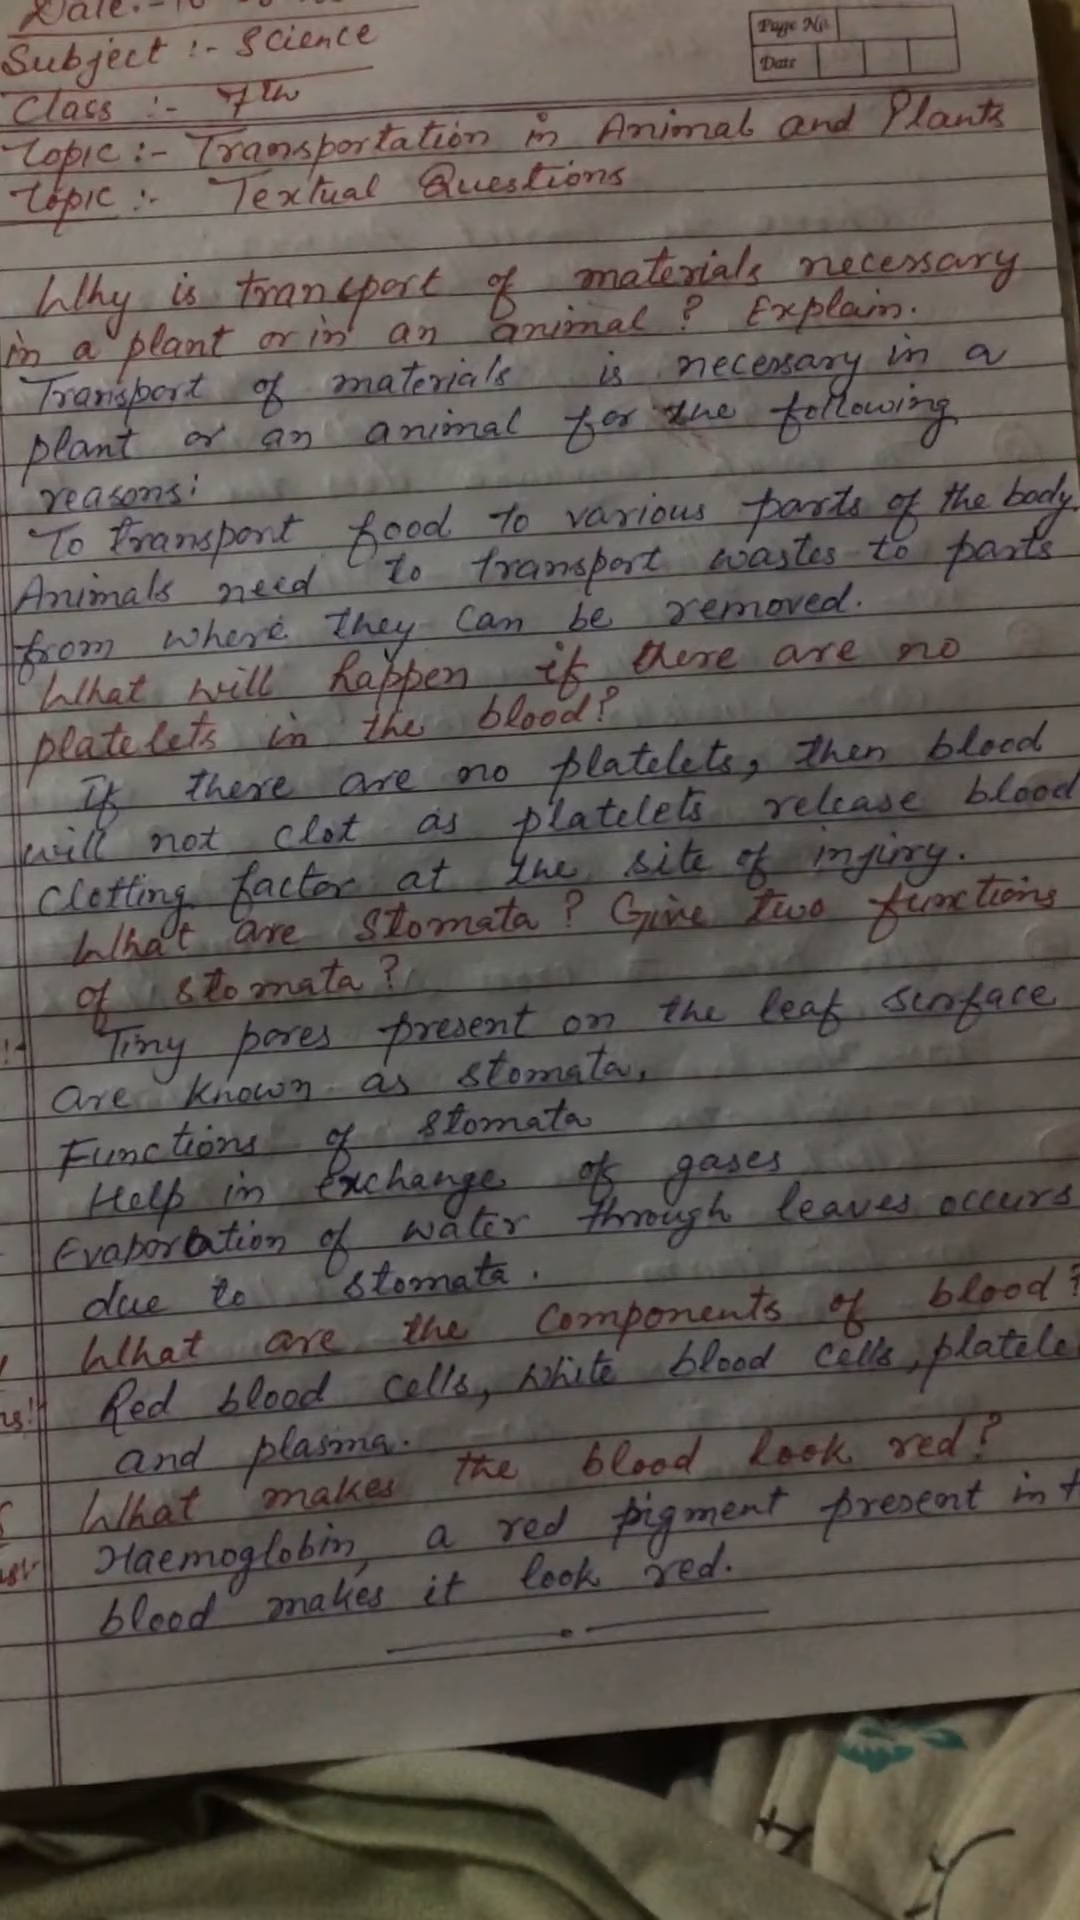 Date:-10
Subject :- Science
Page No.
Date
Class :- 7th
Topic :- Transportation in Animal and Plants
Topic :- Textual Questions
Why is transport of materials necessary
in a plant or in an animal ? Explain.
Transport of materials is necessary in a
plant or an animal for the following
reasons:
To transport food to various parts of the body.
Animals need to transport wastes to parts
from where they can be removed.
What will happen if there are no
platelets in the blood?
If there are no platelets, then blood
will not clot as platelets release blood
clotting factor at the site of injury.
What are stomata ? Give two functions
of stomata ?
Tiny pores present on the leaf surface
are known as stomata.
Functions of stomata
Help in exchange of gases
Evaporation of water through leaves occurs
due to stomata.
What are the components of blood?
Red blood cells, white blood cells, platele
and plasma.
What makes the blood look red?
Haemoglobin, a red pigment present in t
blood makes it look red.